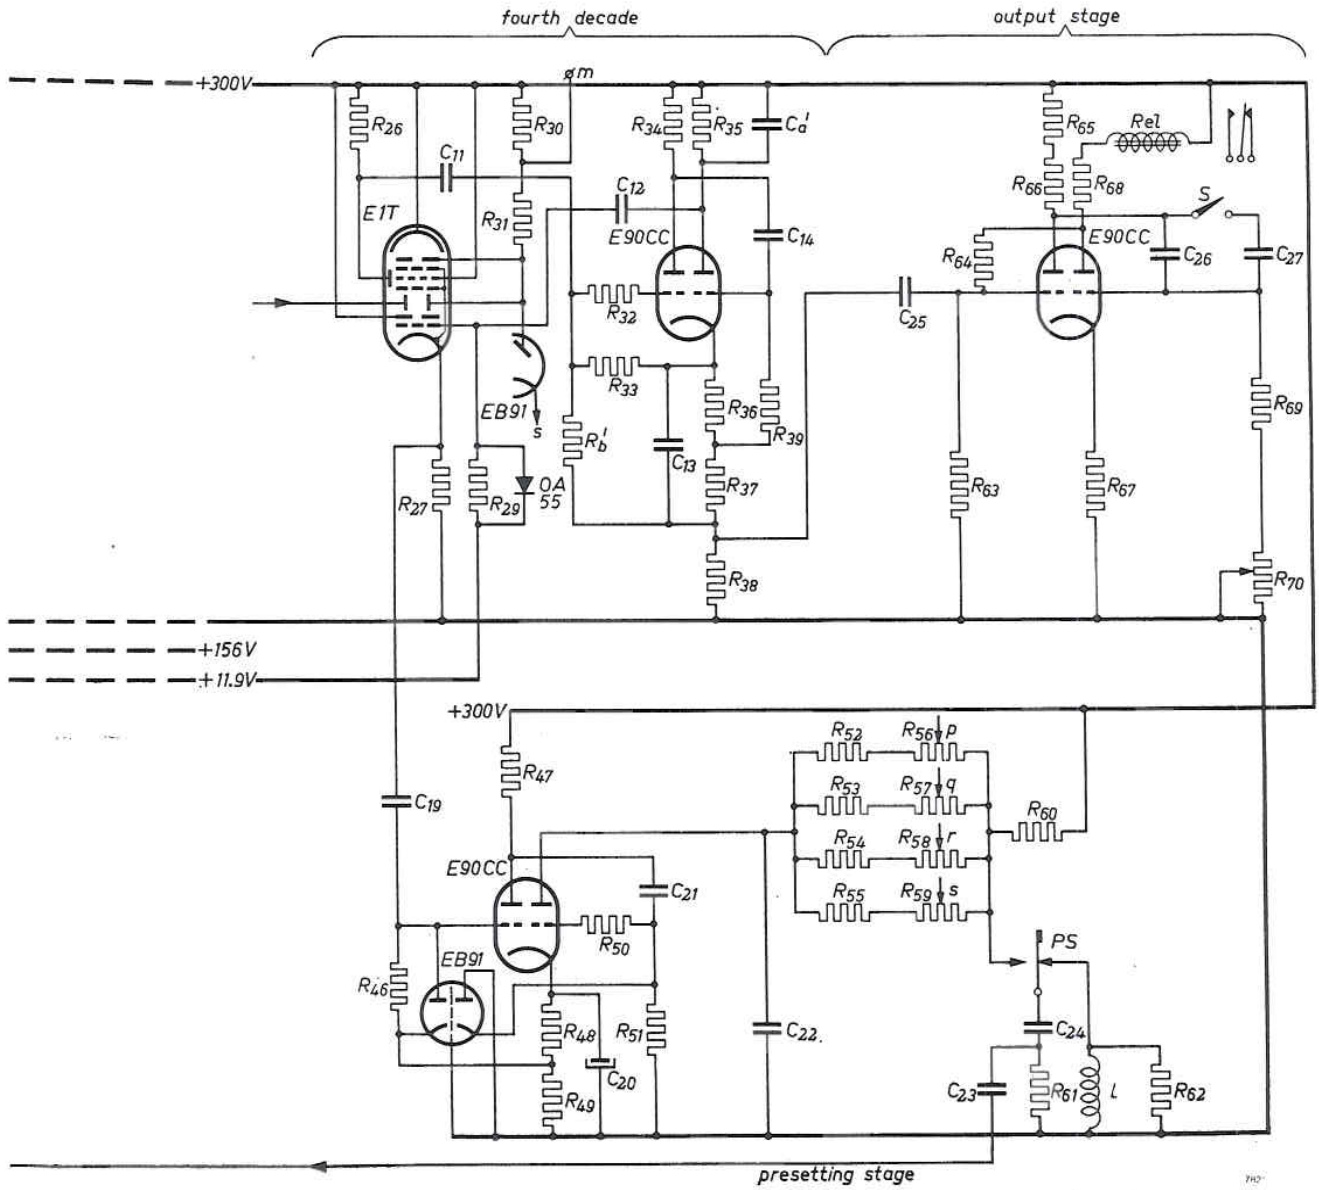 fourth decade
output stage
+300V
m
R26
R30
R34
R35
Ca'
R65
Rel
C11
C12
R66
R68
S
E1T
R31
E90CC
C14
R64
E90CC
C26
C27
R32
C25
R33
EB91
s
R36
R39
R69
Rb'
C13
R27
R29
OA
55
R37
R63
R67
R38
R70
+156V
+11.9V
+300V
R52
R56
p
R47
R53
R57
q
C19
R60
R54
R58
r
E90CC
C21
R55
R59
s
R50
PS
EB91
R46
R48
R51
C22.
C24
C20
R49
C23
R61
L
R62
presetting stage